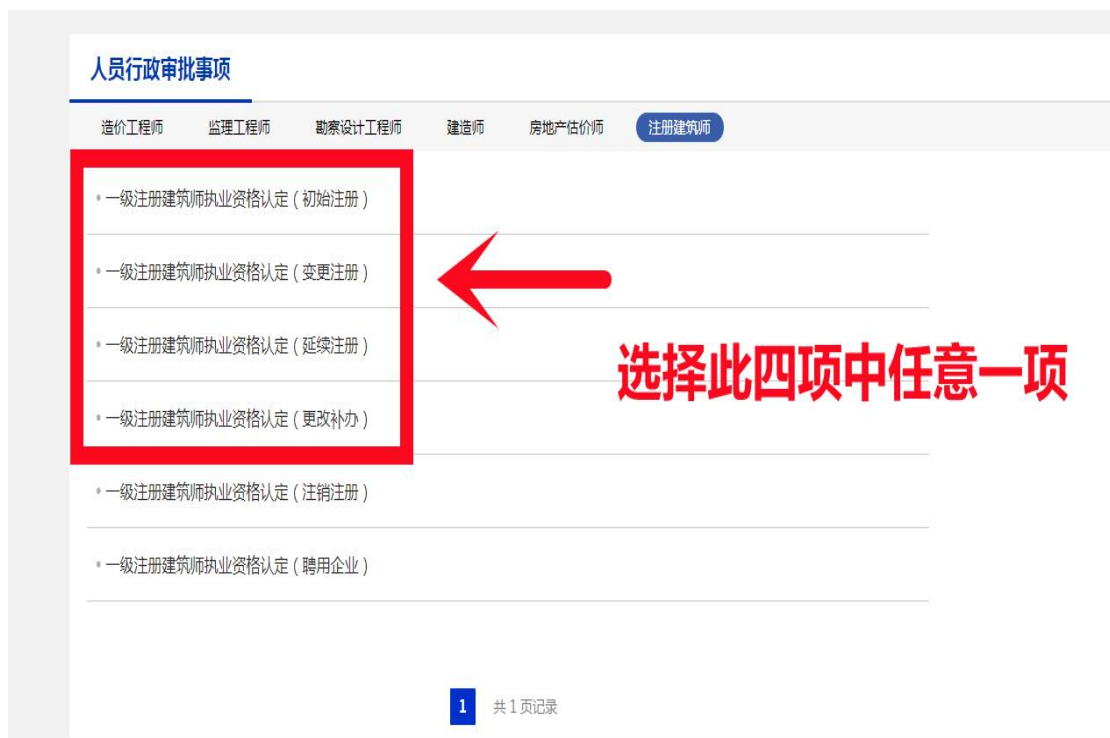 人员行政审批事项
造价工程师 监理工程师 勘察设计工程师 建造师 房地产估价师 注册建筑师
一级注册建筑师执业资格认定（初始注册）
一级注册建筑师执业资格认定（变更注册）
一级注册建筑师执业资格认定（延续注册）
选择此四项中任意一项
一级注册建筑师执业资格认定（更改补办）
一级注册建筑师执业资格认定（注销注册）
一级注册建筑师执业资格认定（聘用企业）
1 共1页记录